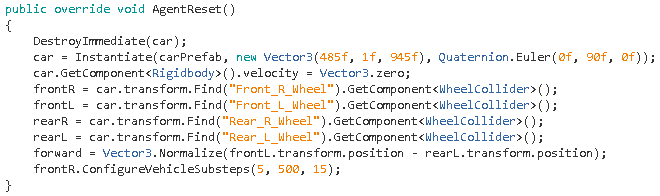 public override void AgentReset()
{
    DestroyImmediate(car);
    car = Instantiate(carPrefab, new Vector3(485f, 1f, 945f), Quaternion.Euler(0f, 90f, 0f));
    car.GetComponent<Rigidbody>().velocity = Vector3.zero;
    frontR = car.transform.Find("Front_R_Wheel").GetComponent<WheelCollider>();
    frontL = car.transform.Find("Front_L_Wheel").GetComponent<WheelCollider>();
    rearR = car.transform.Find("Rear_R_Wheel").GetComponent<WheelCollider>();
    rearL = car.transform.Find("Rear_L_Wheel").GetComponent<WheelCollider>();
    forward = Vector3.Normalize(frontL.transform.position - rearL.transform.position);
    frontR.ConfigureVehicleSubsteps(5, 500, 15);
}